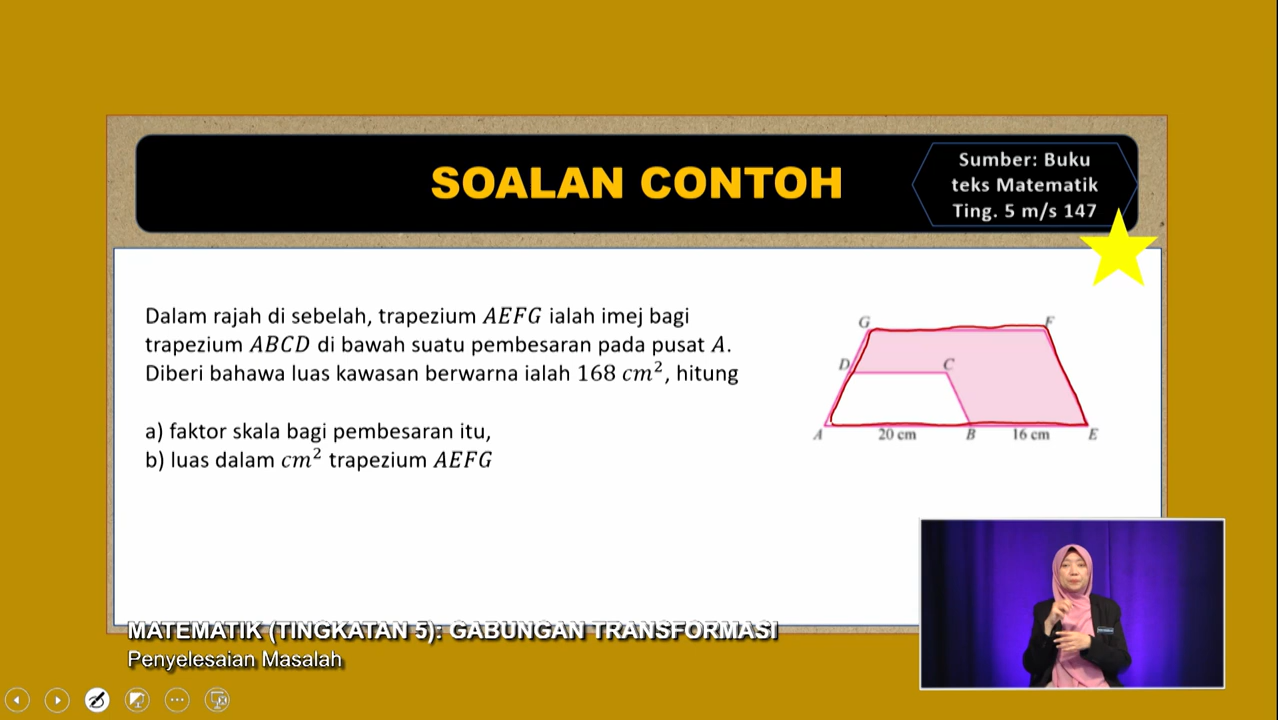 SOALAN CONTOH
Sumber: Buku
teks Matematik
Ting. 5 m/s 147
Dalam rajah di sebelah, trapezium AEFG ialah imej bagi
trapezium ABCD di bawah suatu pembesaran pada pusat A.
Diberi bahawa luas kawasan berwarna ialah 168 cm², hitung
a) faktor skala bagi pembesaran itu,
b) luas dalam cm² trapezium AEFG
G F
D C
A 20 cm B 16 cm E
MATEMATIK (TINGKATAN 5): GABUNGAN TRANSFORMASI
Penyelesaian Masalah